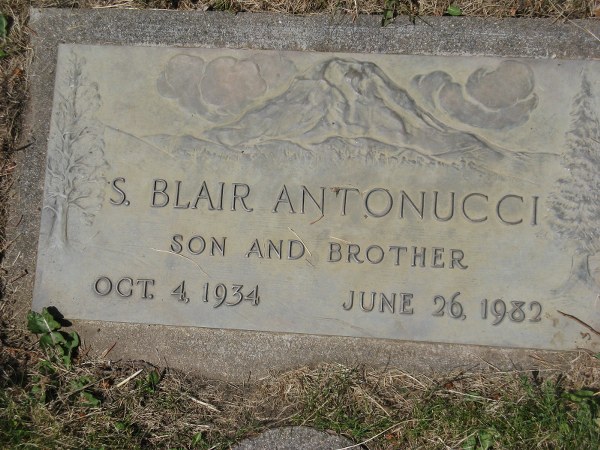 S. BLAIR ANTONUCCI
SON AND BROTHER
OCT. 4, 1934 JUNE 26, 1982